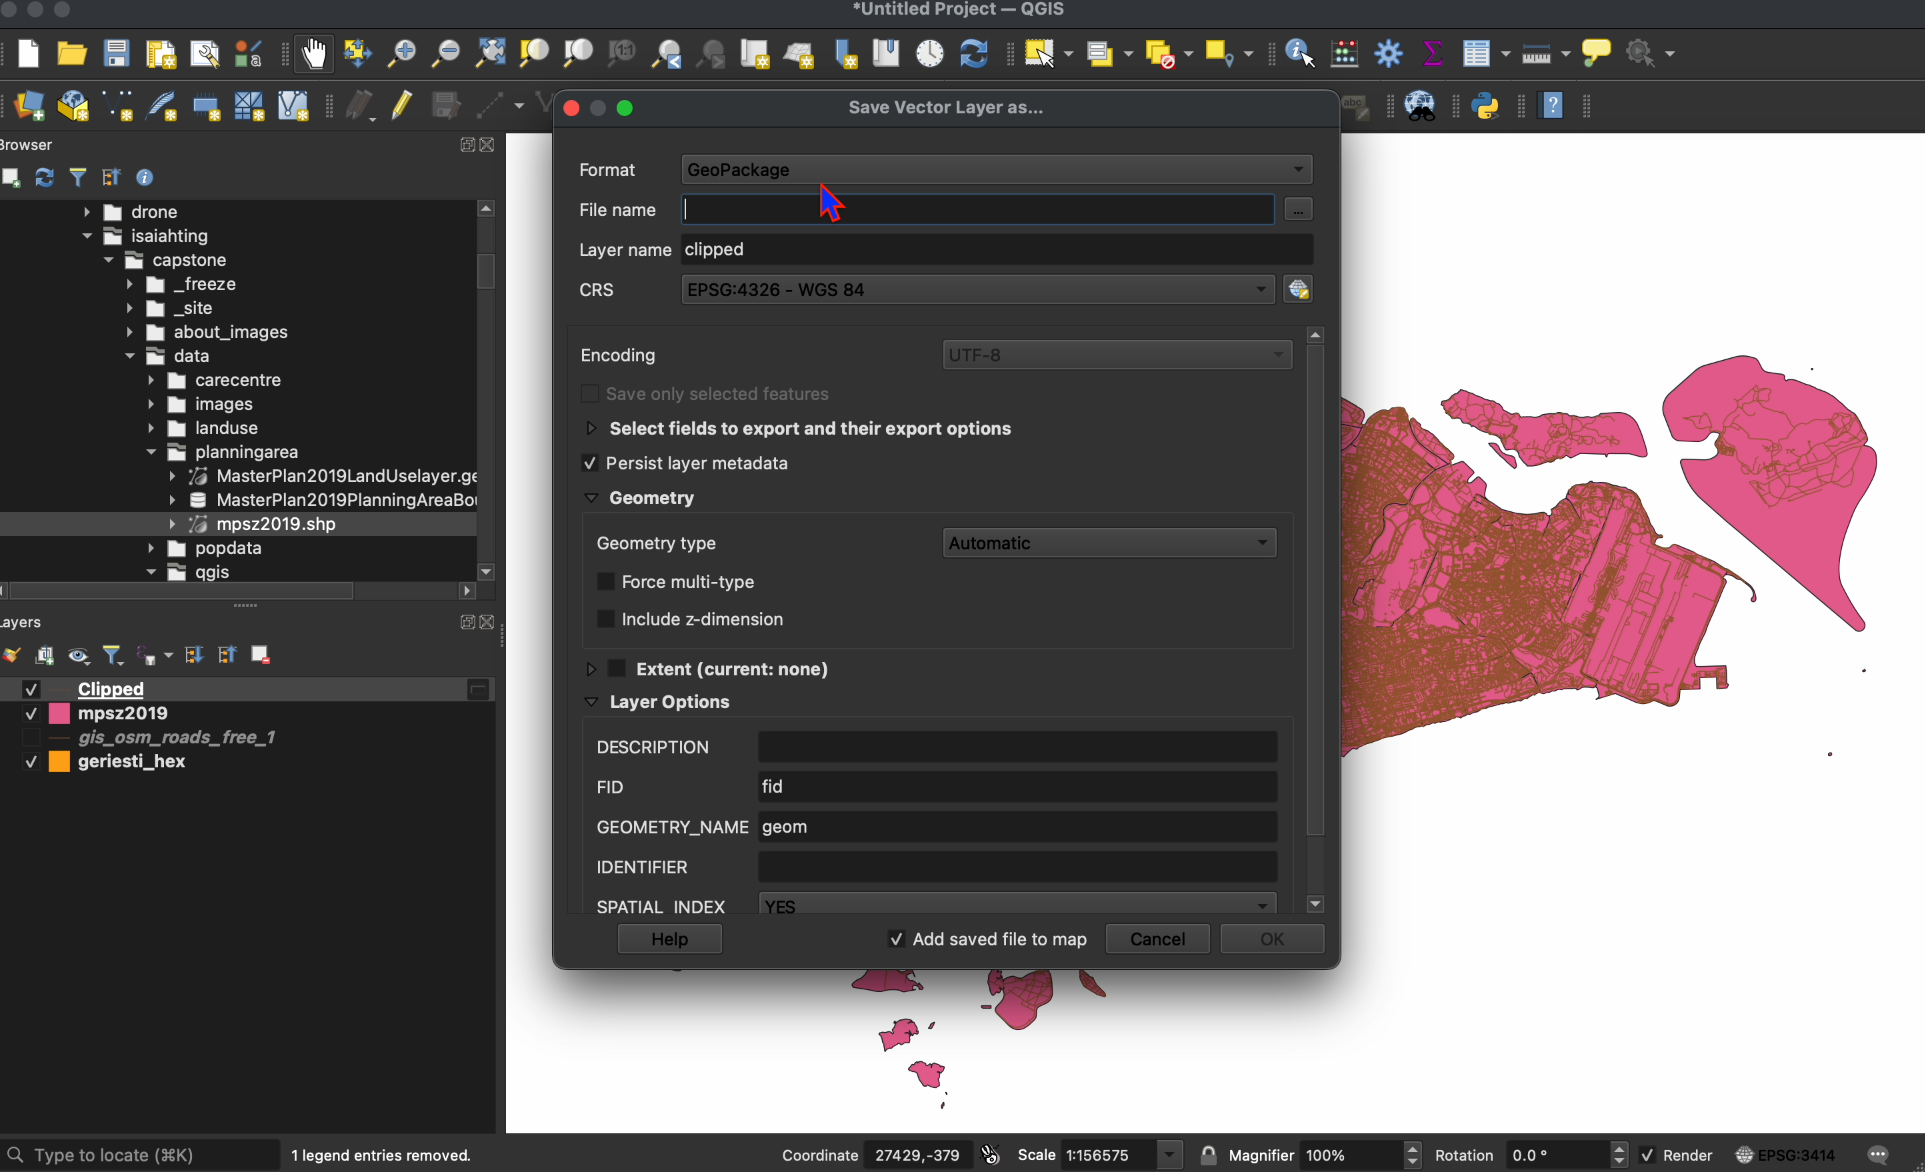 *Untitled Project — QGIS
Save Vector Layer as...
Browser
drone
isaiahting
capstone
_freeze
_site
about_images
data
carecentre
images
landuse
planningarea
MasterPlan2019LandUselayer.ge
MasterPlan2019PlanningAreaBou
mpsz2019.shp
popdata
qgis
Layers
Clipped
mpsz2019
gis_osm_roads_free_1
geriesti_hex
Format GeoPackage
File name ...
Layer name clipped
CRS EPSG:4326 - WGS 84
Encoding UTF-8
Save only selected features
Select fields to export and their export options
Persist layer metadata
Geometry
Geometry type Automatic
Force multi-type
Include z-dimension
Extent (current: none)
Layer Options
DESCRIPTION
FID fid
GEOMETRY_NAME geom
IDENTIFIER
SPATIAL_INDEX YES
Help Add saved file to map Cancel OK
Type to locate (⌘K) 1 legend entries removed. Coordinate 27429,-379 Scale 1:156575 Magnifier 100% Rotation 0.0 ° Render EPSG:3414